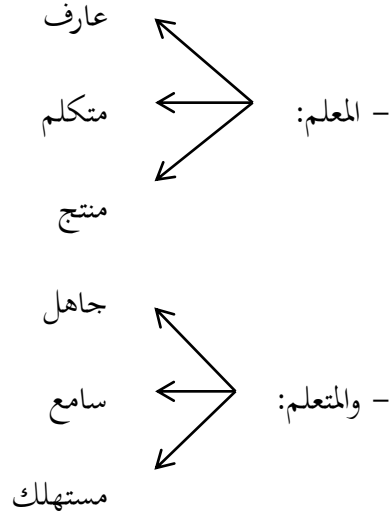 عارف
– المعلم:
متكلم
منتج
جاهل
– والمتعلم:
سامع
مستهلك